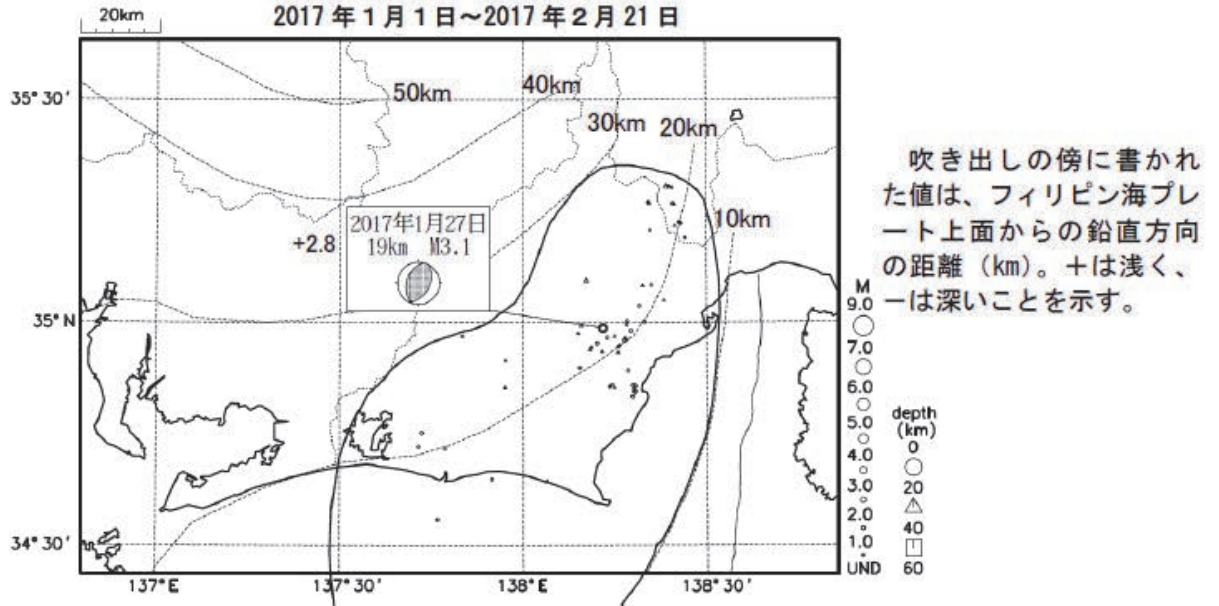 2017年1月1日～2017年2月21日
20km
35°30′
50km
40km
30km
20km
10km
+2.8
2017年1月27日
19km M3.1
35°N
34°30′
137°E
137°30′
138°E
138°30′
M
9.0
7.0
6.0
5.0
4.0
3.0
2.0
1.0
UND
depth
(km)
0
20
40
60
吹き出しの傍に書かれ
た値は、フィリピン海プレ
ート上面からの鉛直方向
の距離（km）。＋は浅く、
－は深いことを示す。